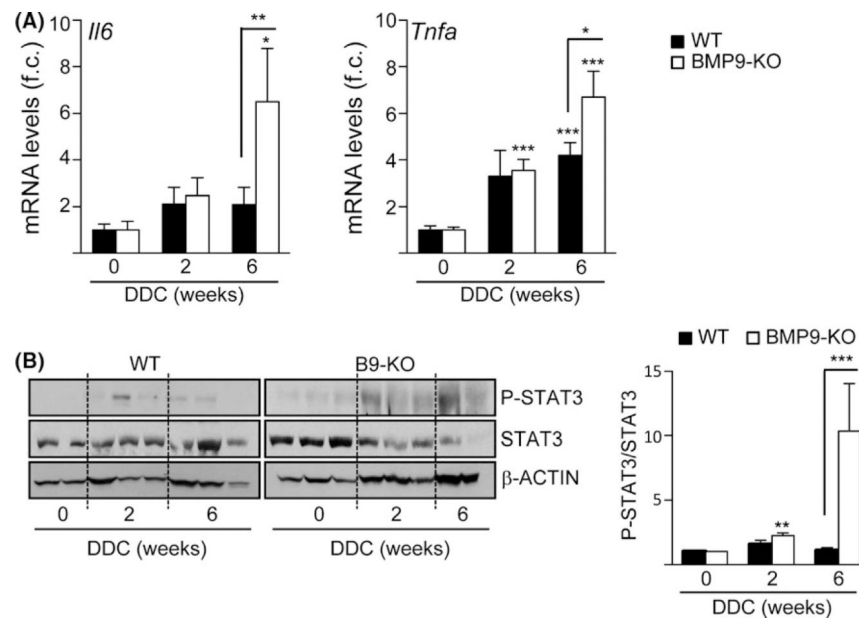 (A)
Il6
mRNA levels (f.c.)
10
8
6
4
2
**
*
0 2 6
DDC (weeks)
Tnfa
mRNA levels (f.c.)
10
8
6
4
2
*
***
***
***
0 2 6
DDC (weeks)
WT
BMP9-KO
(B)
WT B9-KO
P-STAT3
STAT3
β-ACTIN
0 2 6 0 2 6
DDC (weeks) DDC (weeks)
WT BMP9-KO
P-STAT3/STAT3
15
10
5
***
**
0 2 6
DDC (weeks)